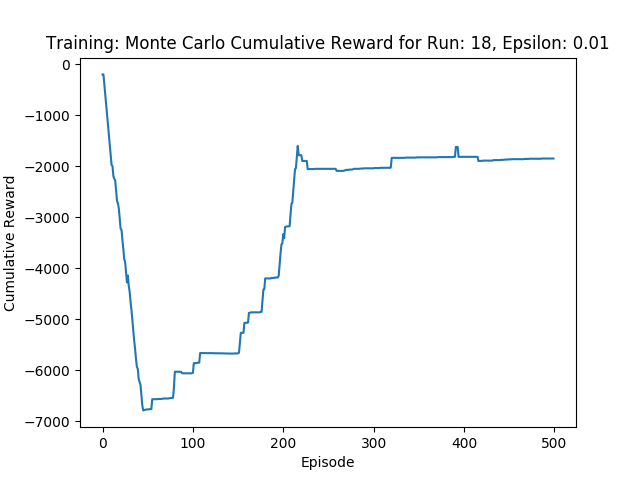 Training: Monte Carlo Cumulative Reward for Run: 18, Epsilon: 0.01
0
−1000
−2000
−3000
−4000
−5000
−6000
−7000
Cumulative Reward
0 100 200 300 400 500
Episode